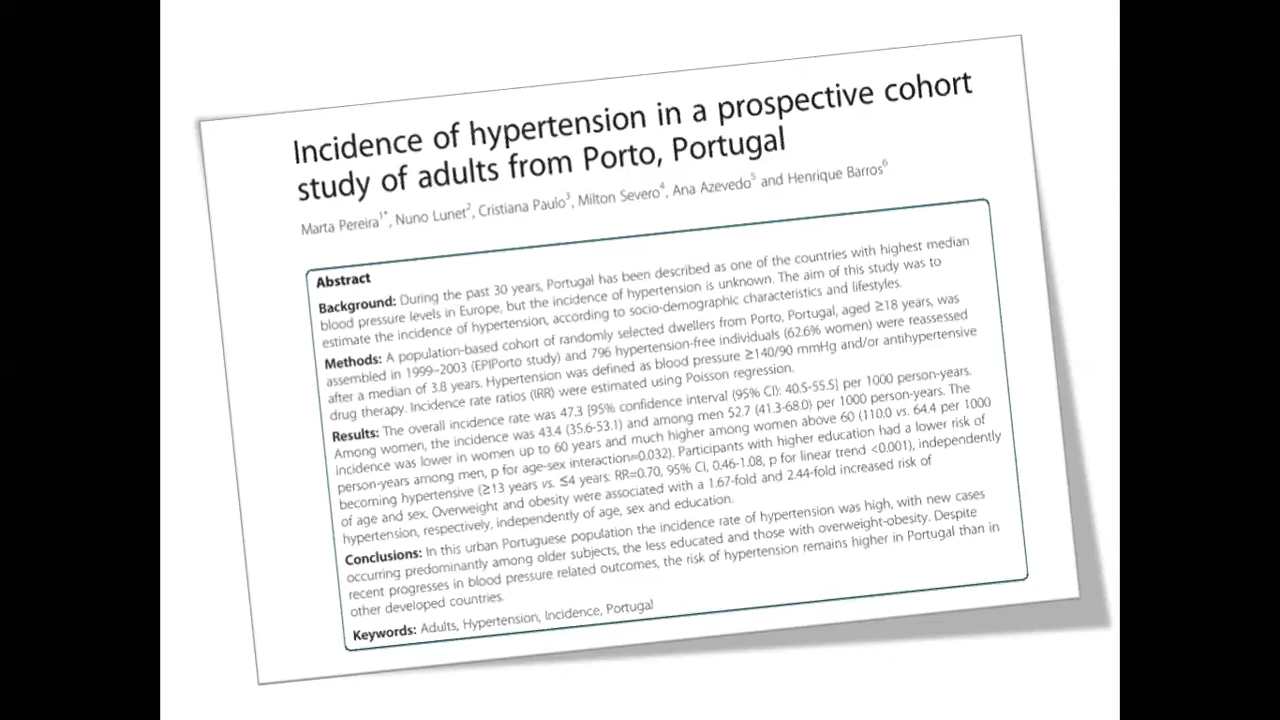 Incidence of hypertension in a prospective cohort
study of adults from Porto, Portugal
Marta Pereira1*, Nuno Lunet2, Cristiana Paulo3, Milton Severo4, Ana Azevedo5 and Henrique Barros6
Abstract
Background: During the past 30 years, Portugal has been described as one of the countries with highest median
blood pressure levels in Europe, but the incidence of hypertension is unknown. The aim of this study was to
estimate the incidence of hypertension, according to socio-demographic characteristics and lifestyles.
Methods: A population-based cohort of randomly selected dwellers from Porto, Portugal, aged ≥18 years, was
assembled in 1999–2003 (EPIPorto study) and 796 hypertension-free individuals (62.6% women) were reassessed
after a median of 3.8 years. Hypertension was defined as blood pressure ≥140/90 mmHg and/or antihypertensive
drug therapy. Incidence rate ratios (IRR) were estimated using Poisson regression.
Results: The overall incidence rate was 47.3 [95% confidence interval (95% CI): 40.5-55.5] per 1000 person-years.
Among women, the incidence was 43.4 (35.6-53.1) and among men 52.7 (41.3-68.0) per 1000 person-years. The
incidence was lower in women up to 60 years and much higher among women above 60 (110.0 vs. 64.4 per 1000
person-years among men, p for age-sex interaction=0.032). Participants with higher education had a lower risk of
becoming hypertensive (≥13 years vs. ≤4 years: RR=0.70, 95% CI, 0.46-1.08, p for linear trend <0.001), independently
of age and sex. Overweight and obesity were associated with a 1.67-fold and 2.44-fold increased risk of
hypertension, respectively, independently of age, sex and education.
Conclusions: In this urban Portuguese population the incidence rate of hypertension was high, with new cases
occurring predominantly among older subjects, the less educated and those with overweight-obesity. Despite
recent progresses in blood pressure related outcomes, the risk of hypertension remains higher in Portugal than in
other developed countries.
Keywords: Adults, Hypertension, Incidence, Portugal